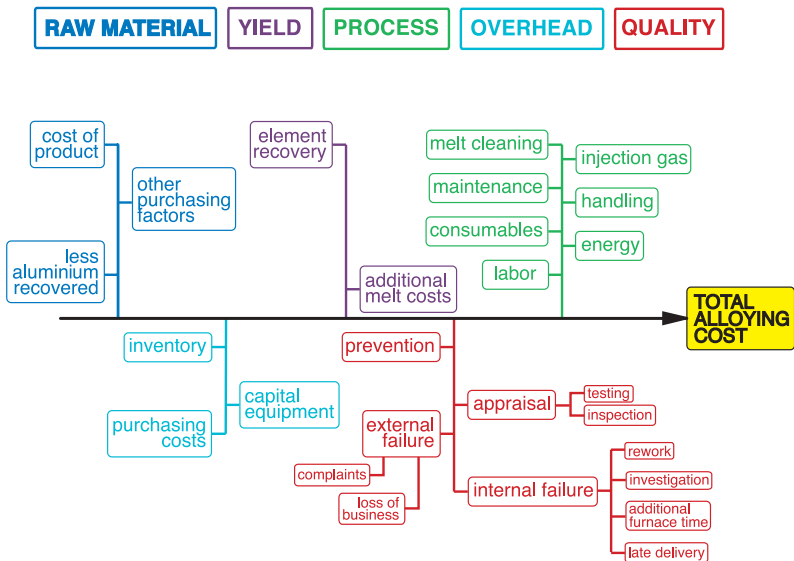 RAW MATERIAL
YIELD
PROCESS
OVERHEAD
QUALITY
cost of
product
other
purchasing
factors
less
aluminium
recovered
element
recovery
additional
melt costs
melt cleaning
injection gas
maintenance
handling
consumables
energy
labor
TOTAL
ALLOYING
COST
inventory
capital
equipment
purchasing
costs
prevention
appraisal
testing
inspection
external
failure
complaints
loss of
business
internal failure
rework
investigation
additional
furnace time
late delivery